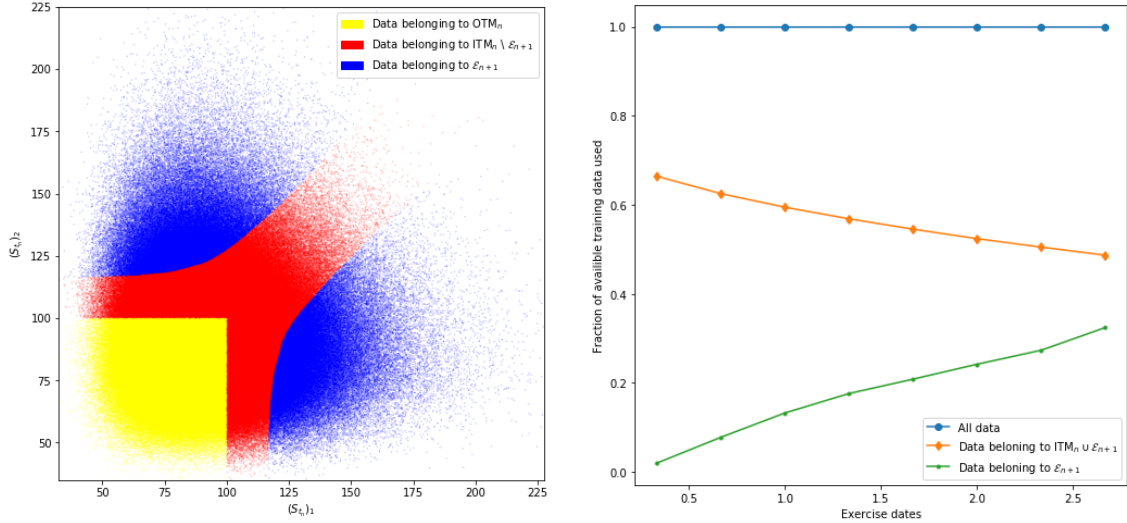 225
200
175
150
125
100
75
50
50
75
100
125
150
175
200
225
(S_{t_n})_2
(S_{t_n})_1
Data belonging to OTM_n
Data belonging to ITM_n \ ℰ_{n+1}
Data belonging to ℰ_{n+1}
1.0
0.8
0.6
0.4
0.2
0.0
0.5
1.0
1.5
2.0
2.5
Fraction of availible training data used
Exercise dates
All data
Data beloning to ITM_n ∪ ℰ_{n+1}
Data beloning to ℰ_{n+1}